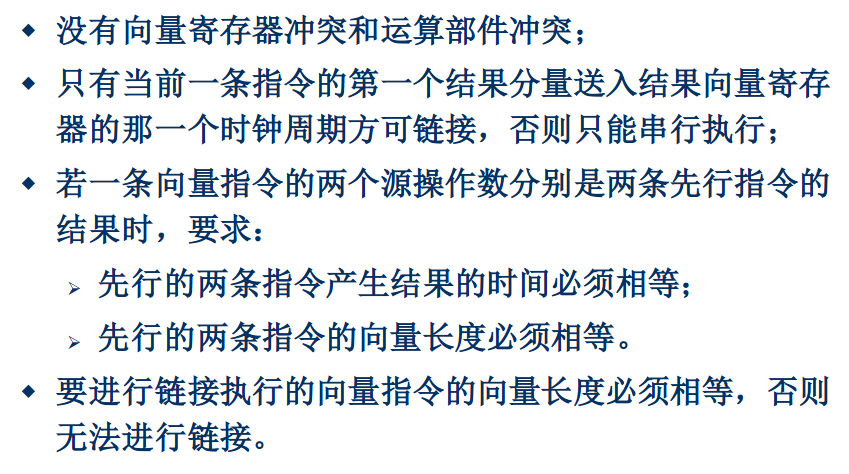 ◆ 没有向量寄存器冲突和运算部件冲突；
◆ 只有当前一条指令的第一个结果分量送入结果向量寄存
器的那一个时钟周期方可链接，否则只能串行执行；
◆ 若一条向量指令的两个源操作数分别是两条先行指令的
结果时，要求：
➢ 先行的两条指令产生结果的时间必须相等；
➢ 先行的两条指令的向量长度必须相等。
◆ 要进行链接执行的向量指令的向量长度必须相等，否则
无法进行链接。